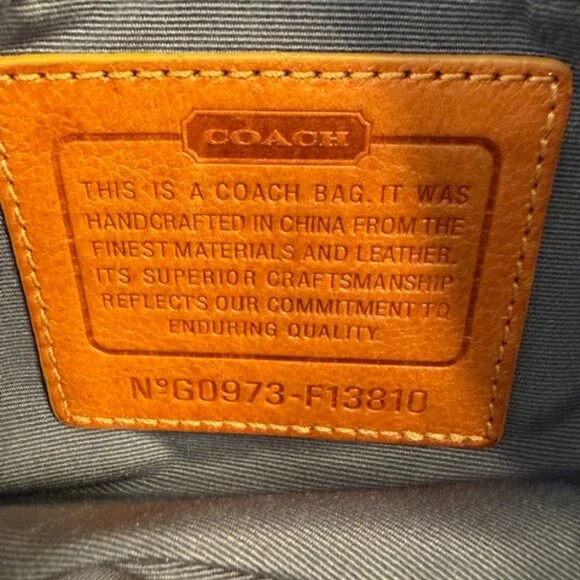 COACH
THIS IS A COACH BAG. IT WAS
HANDCRAFTED IN CHINA FROM THE
FINEST MATERIALS AND LEATHER.
ITS SUPERIOR CRAFTSMANSHIP
REFLECTS OUR COMMITMENT TO
ENDURING QUALITY.
NºG0973-F13810